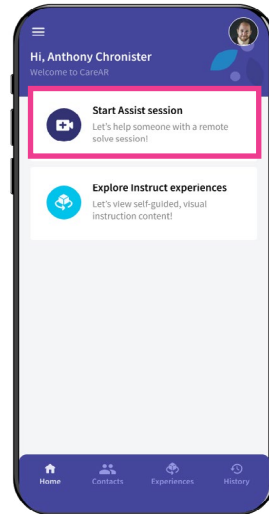 Hi, Anthony Chronister
Welcome to CareAR
Start Assist session
Let's help someone with a remote
solve session!
Explore Instruct experiences
Let's view self-guided, visual
instruction content!
Home
Contacts
Experiences
History